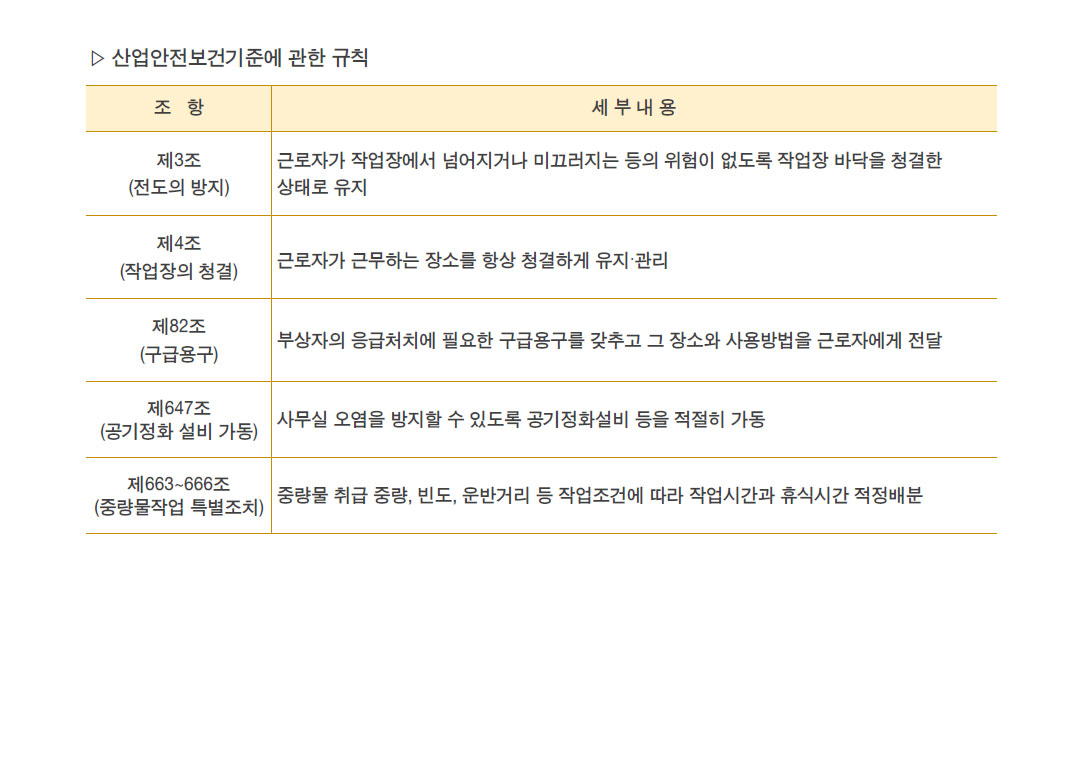 ▷ 산업안전보건기준에 관한 규칙
조 항
세 부 내 용
제3조
(전도의 방지)
근로자가 작업장에서 넘어지거나 미끄러지는 등의 위험이 없도록 작업장 바닥을 청결한
상태로 유지
제4조
(작업장의 청결)
근로자가 근무하는 장소를 항상 청결하게 유지·관리
제82조
(구급용구)
부상자의 응급처치에 필요한 구급용구를 갖추고 그 장소와 사용방법을 근로자에게 전달
제647조
(공기정화 설비 가동)
사무실 오염을 방지할 수 있도록 공기정화설비 등을 적절히 가동
제663~666조
(중량물작업 특별조치)
중량물 취급 중량, 빈도, 운반거리 등 작업조건에 따라 작업시간과 휴식시간 적정배분